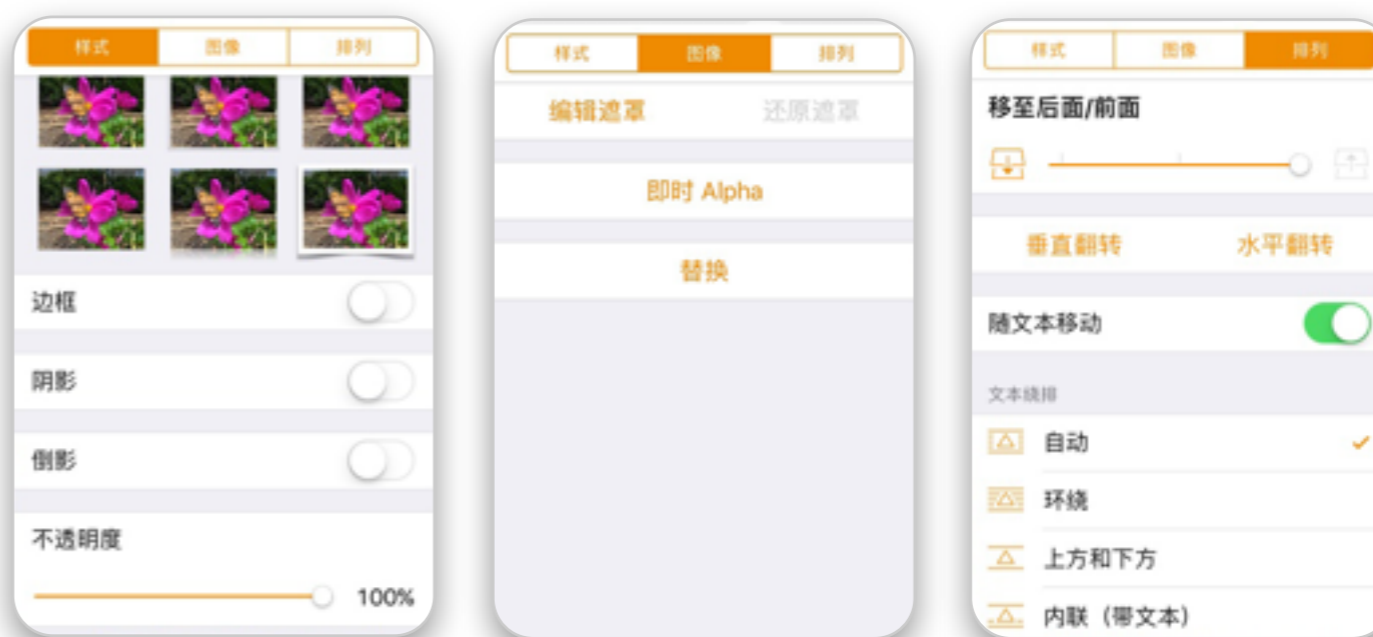 样式 图像 排列
边框
阴影
倒影
不透明度
100%
样式 图像 排列
编辑遮罩 还原遮罩
即时 Alpha
替换
样式 图像 排列
移至后面/前面
垂直翻转 水平翻转
随文本移动
文本绕排
自动
环绕
上方和下方
内联（带文本）